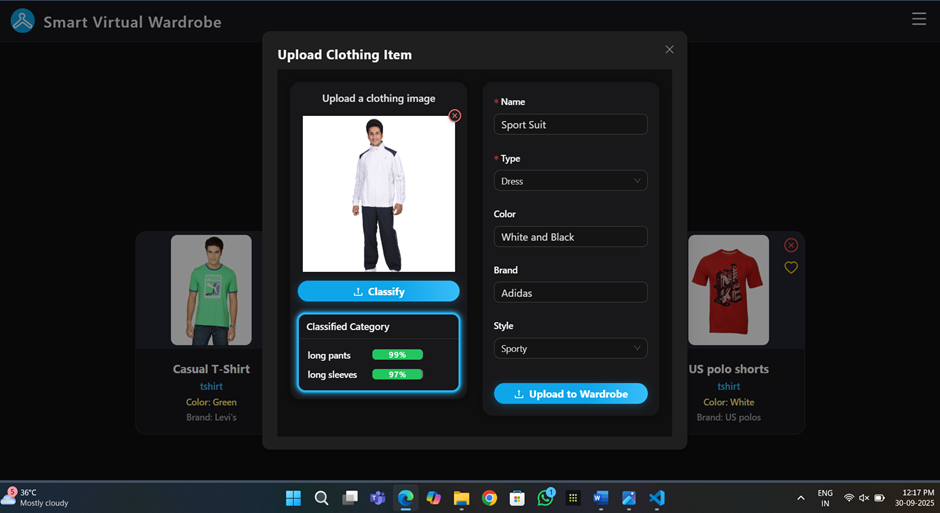 Smart Virtual Wardrobe
Upload Clothing Item
Upload a clothing image
Classify
Classified Category
long pants 99%
long sleeves 97%
* Name
Sport Suit
* Type
Dress
Color
White and Black
Brand
Adidas
Style
Sporty
Upload to Wardrobe
Casual T-Shirt
tshirt
Color: Green
Brand: Levi's
US polo shorts
tshirt
Color: White
Brand: US polos
5
36°C
Mostly cloudy
1
ENG
IN
12:17 PM
30-09-2025